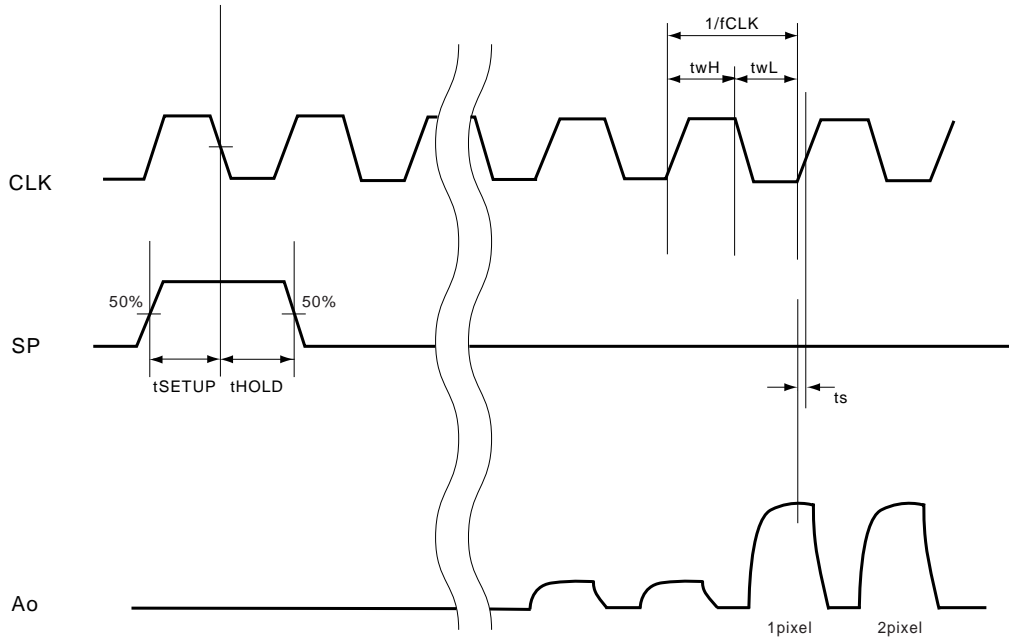 1/fCLK
twH twL
CLK
50% 50%
SP
tSETUP tHOLD
ts
Ao
1pixel 2pixel